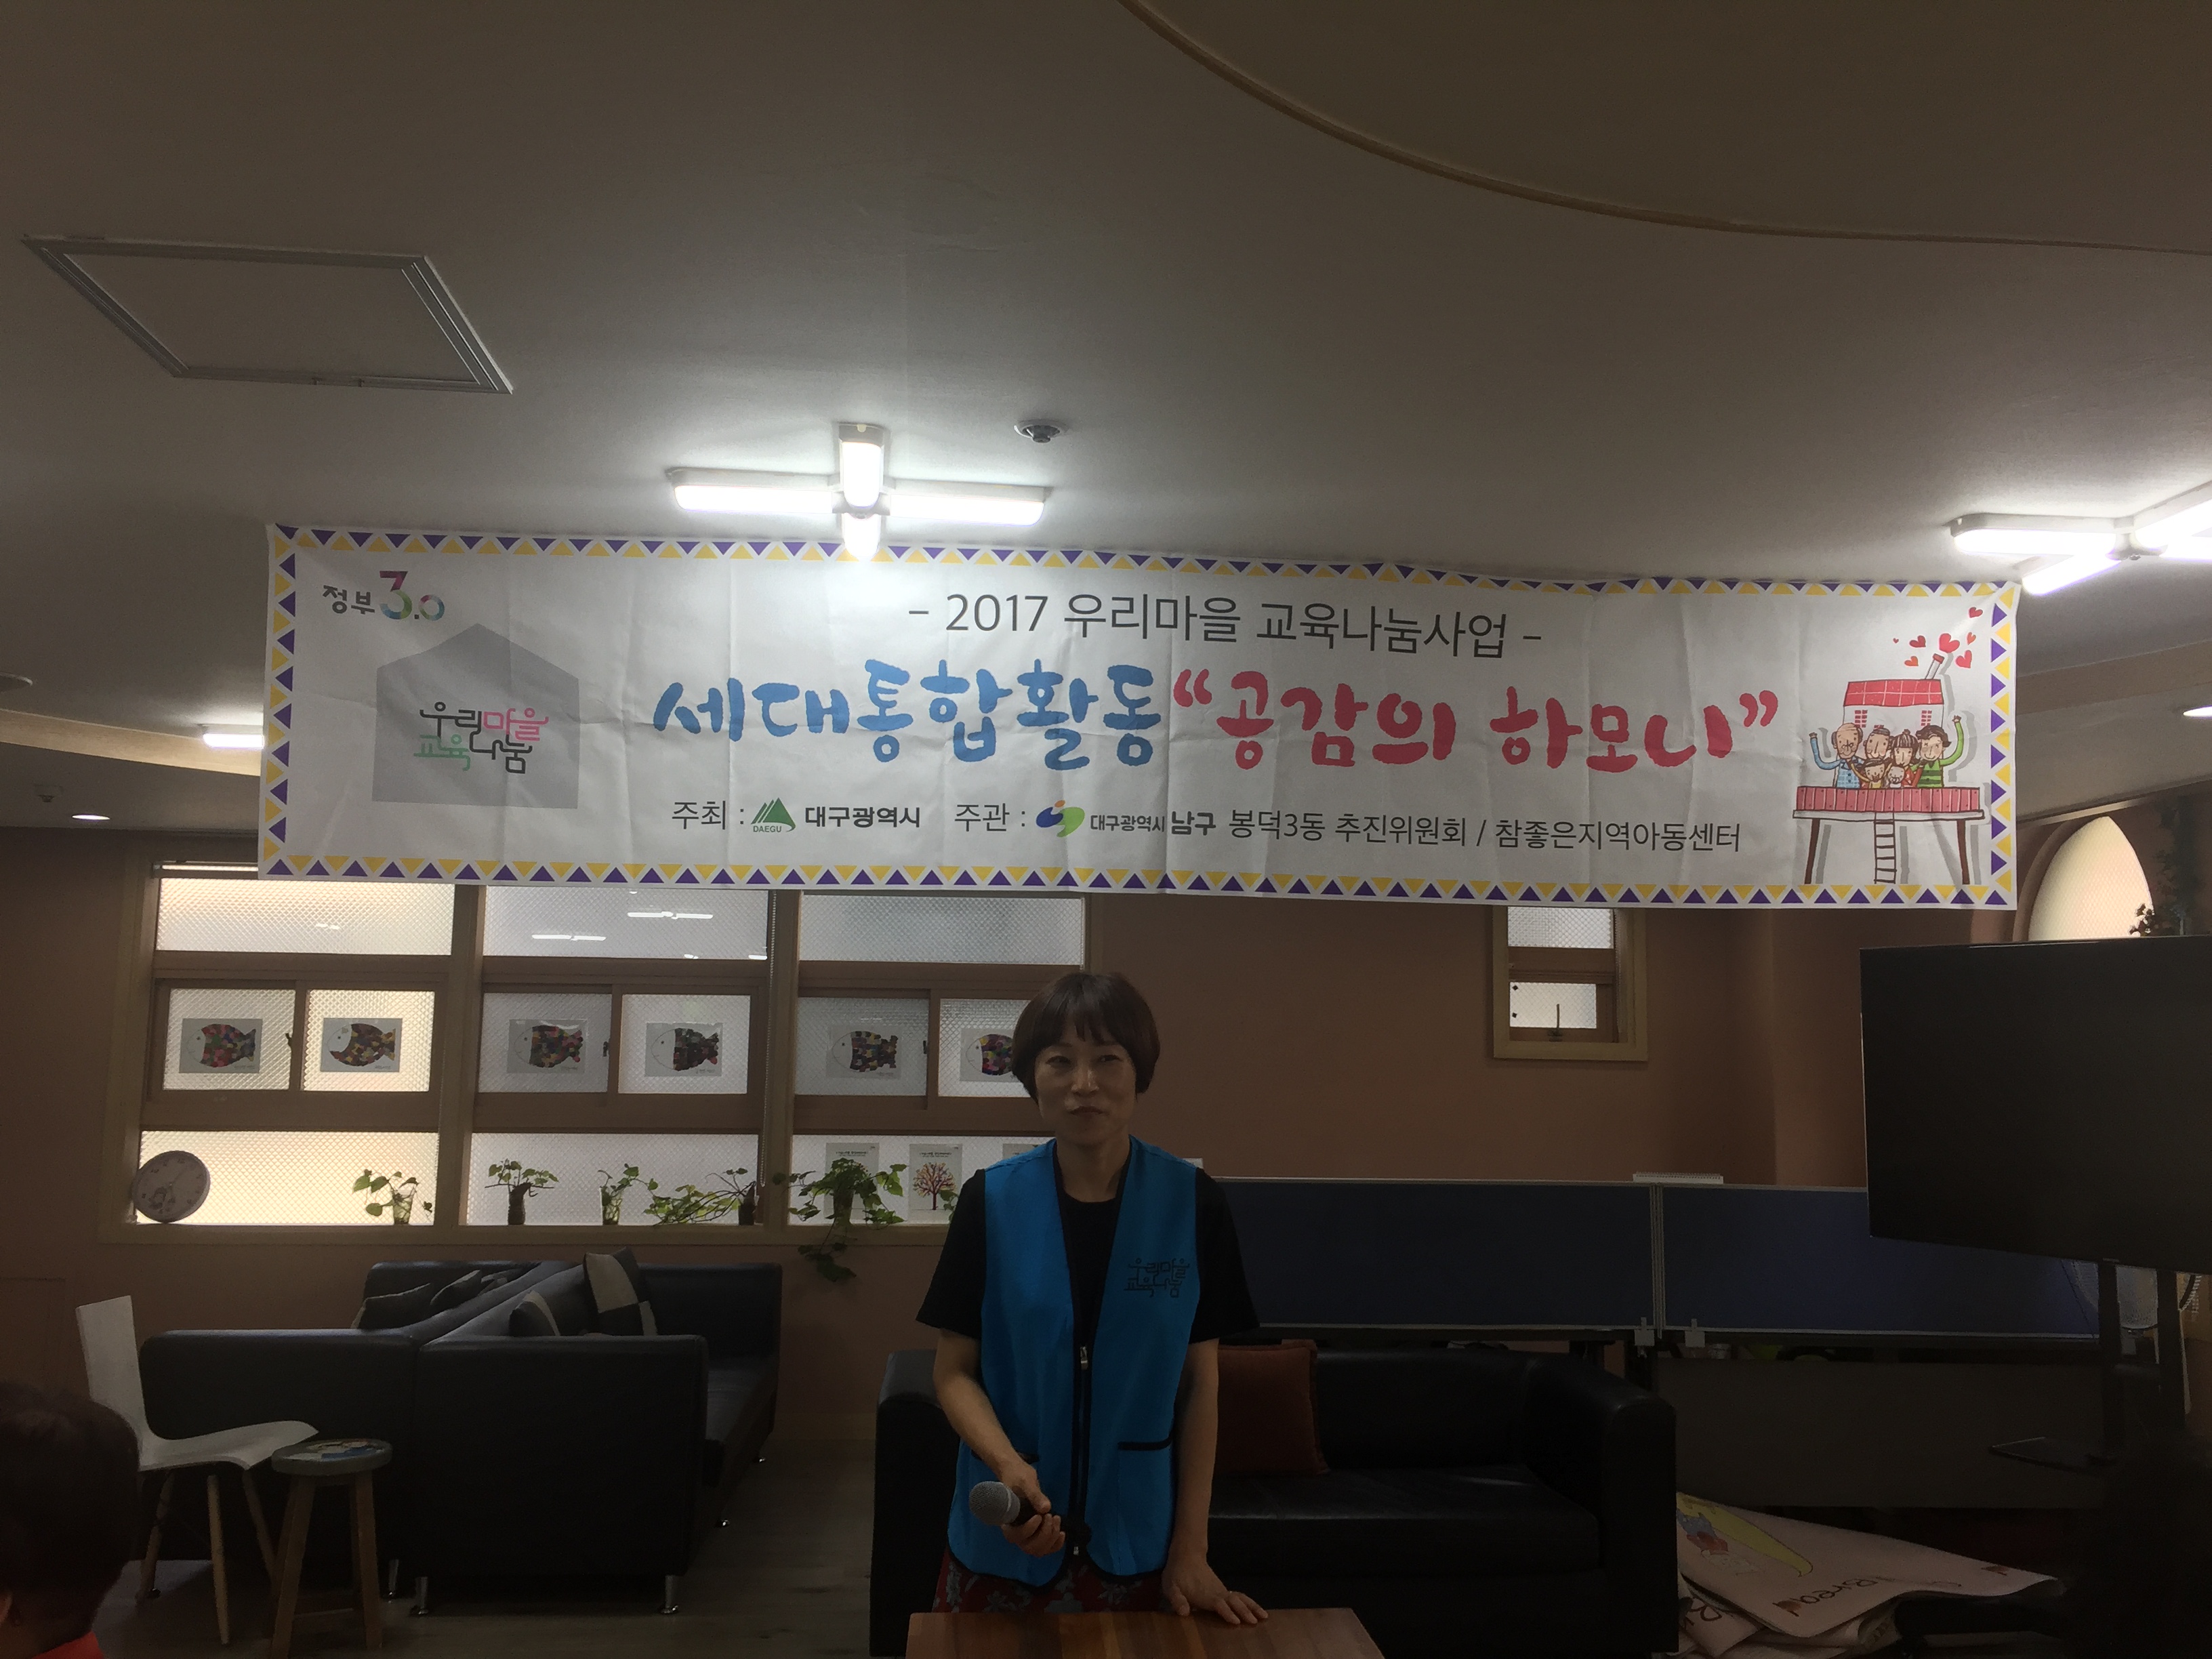 정부3.0
- 2017 우리마을 교육나눔사업 -
우리마을
교육나눔
세대통합활동 “공감의 하모니”
주최 : DAEGU 대구광역시 주관 : 대구광역시 남구 봉덕3동 추진위원회 / 참좋은지역아동센터
우리마을
교육나눔
Bread